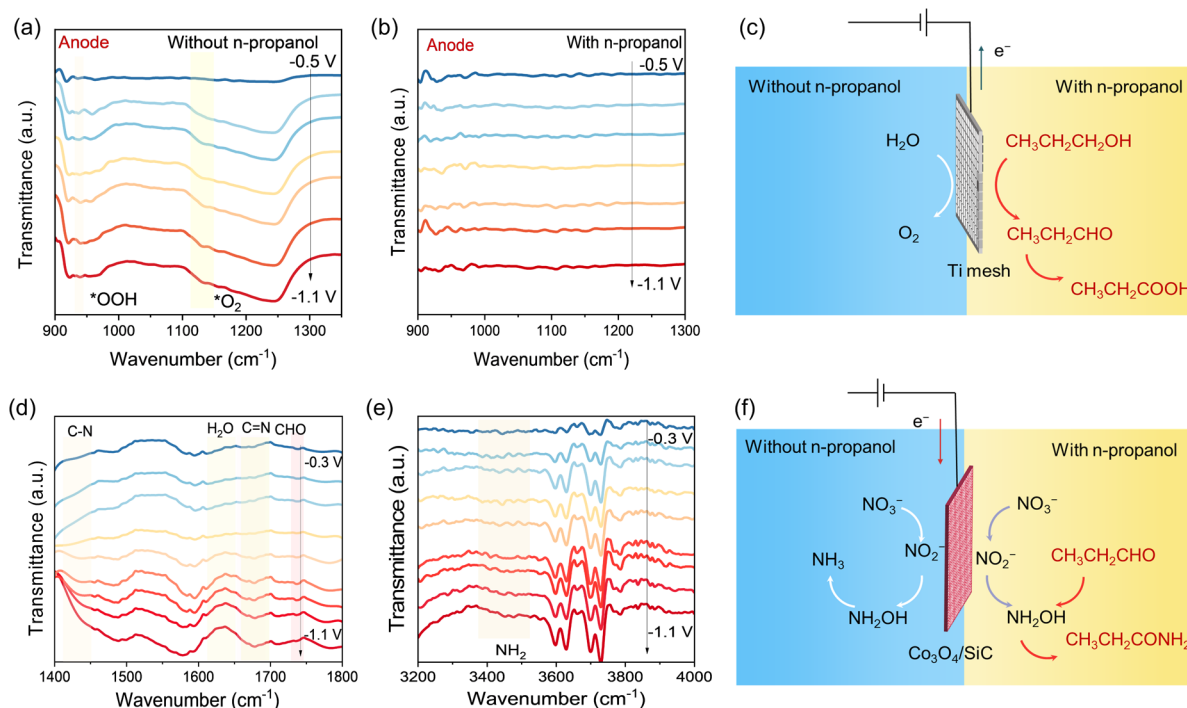 (a)
Anode
Without n-propanol
-0.5 V
-1.1 V
*OOH
*O₂
Transmittance (a.u.)
900 1000 1100 1200 1300
Wavenumber (cm⁻¹)
(b)
Anode
With n-propanol
-0.5 V
-1.1 V
Transmittance (a.u.)
900 1000 1100 1200 1300
Wavenumber (cm⁻¹)
(c)
e⁻
Without n-propanol
With n-propanol
H₂O
O₂
CH₃CH₂CH₂OH
CH₃CH₂CHO
CH₃CH₂COOH
Ti mesh
(d)
C-N
H₂O
C=N
CHO
-0.3 V
-1.1 V
Transmittance (a.u.)
1400 1500 1600 1700 1800
Wavenumber (cm⁻¹)
(e)
-0.3 V
-1.1 V
NH₂
Transmittance (a.u.)
3200 3400 3600 3800 4000
Wavenumber (cm⁻¹)
(f)
e⁻
Without n-propanol
With n-propanol
NO₃⁻
NO₂⁻
NH₃
NH₂OH
NO₃⁻
NO₂⁻
CH₃CH₂CHO
NH₂OH
CH₃CH₂CONH₂
Co₃O₄/SiC